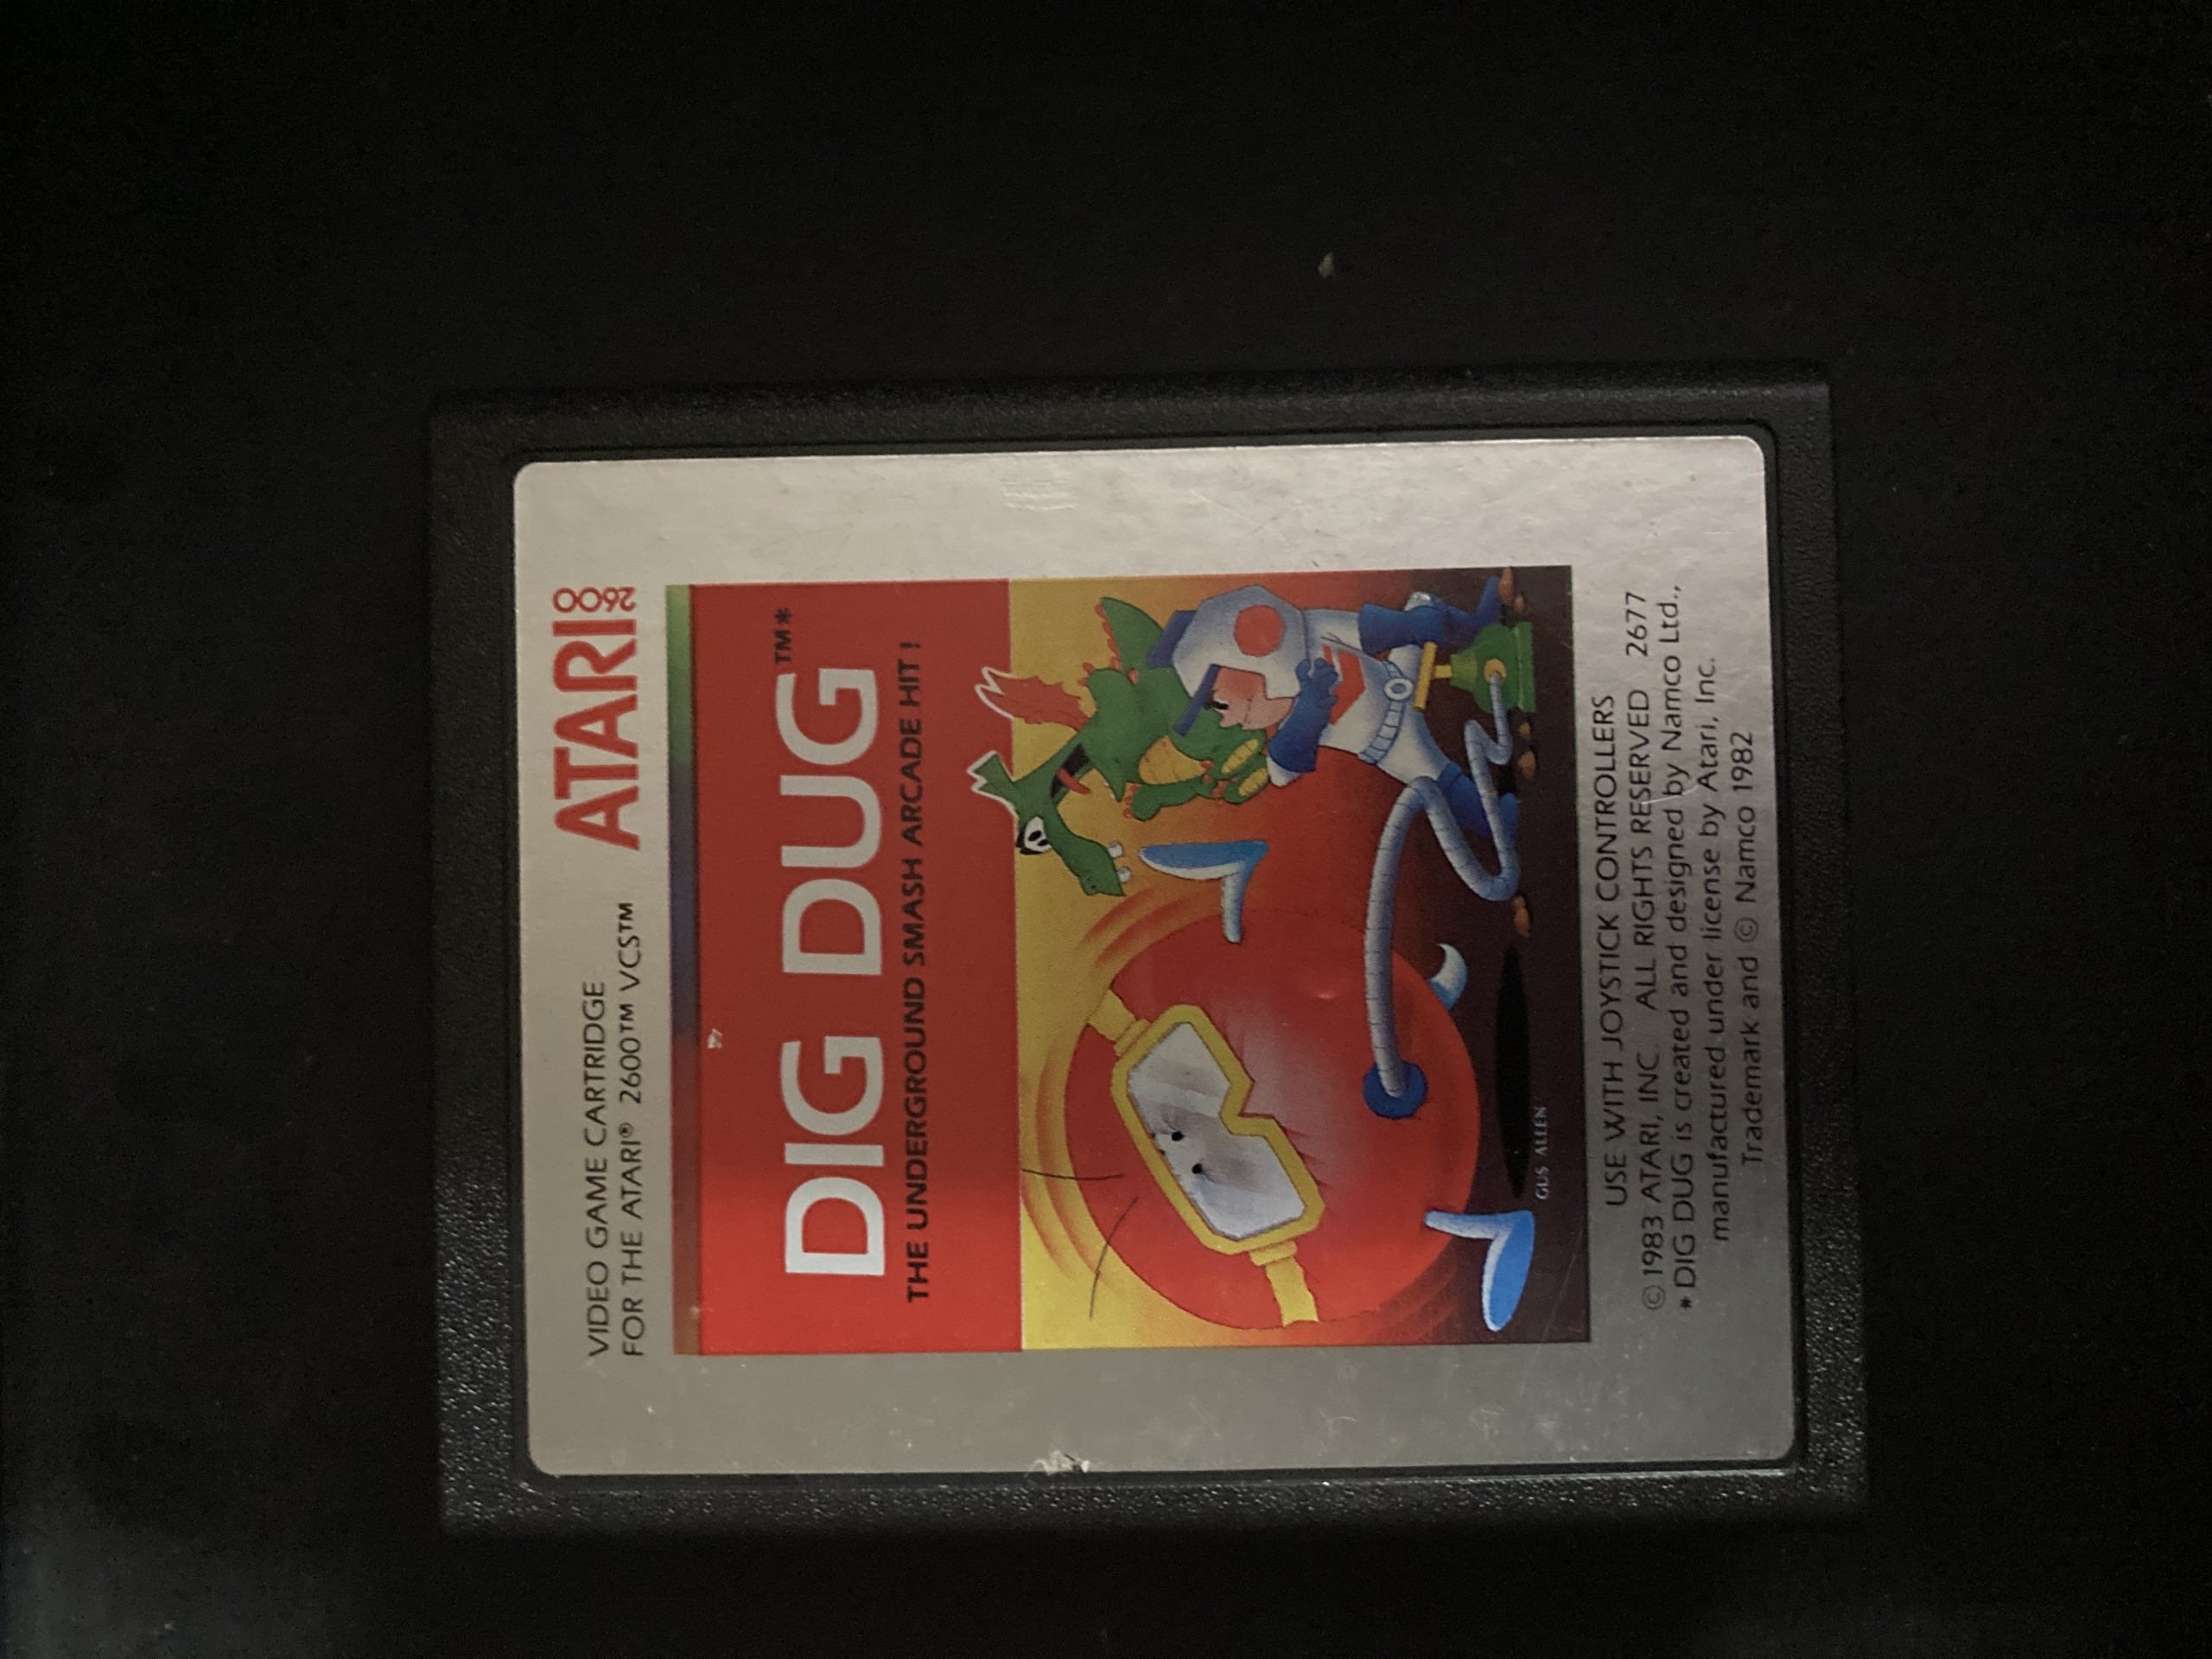 VIDEO GAME CARTRIDGE
FOR THE ATARI® 2600™ VCS™
ATARI 2600
DIG DUG™*
THE UNDERGROUND SMASH ARCADE HIT!
GUS ALLEN
USE WITH JOYSTICK CONTROLLERS
© 1983 ATARI, INC. ALL RIGHTS RESERVED 2677
* DIG DUG is created and designed by Namco Ltd.,
manufactured under license by Atari, Inc.
Trademark and © Namco 1982